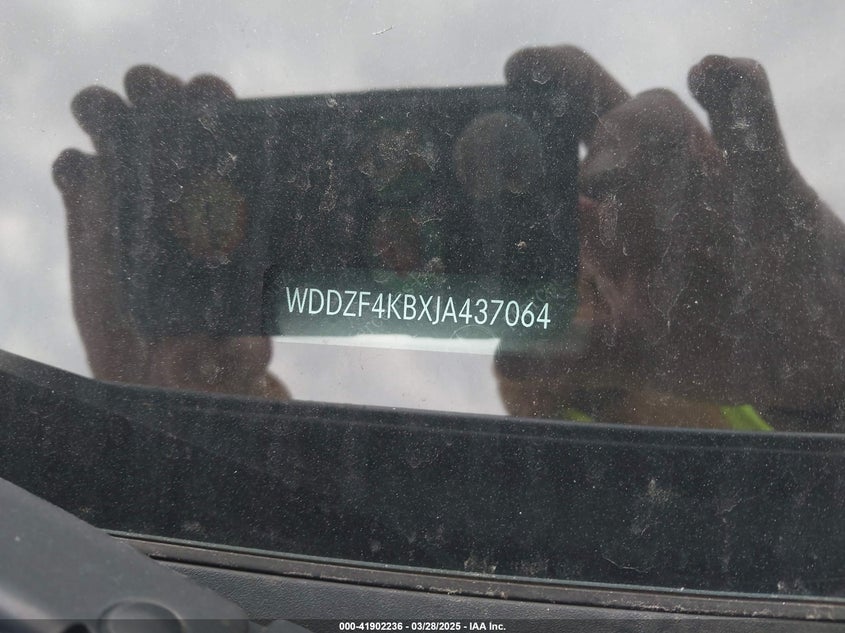 WDDZF4KBXJA437064
000-41902236 - 03/28/2025 - IAA Inc.